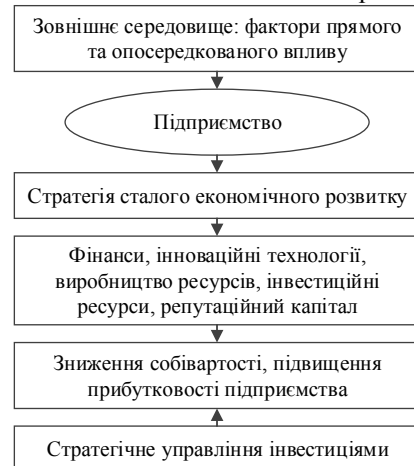 Зовнішнє середовище: фактори прямого
та опосередкованого впливу
Підприємство
Стратегія сталого економічного розвитку
Фінанси, інноваційні технології,
виробництво ресурсів, інвестиційні
ресурси, репутаційний капітал
Зниження собівартості, підвищення
прибутковості підприємства
Стратегічне управління інвестиціями